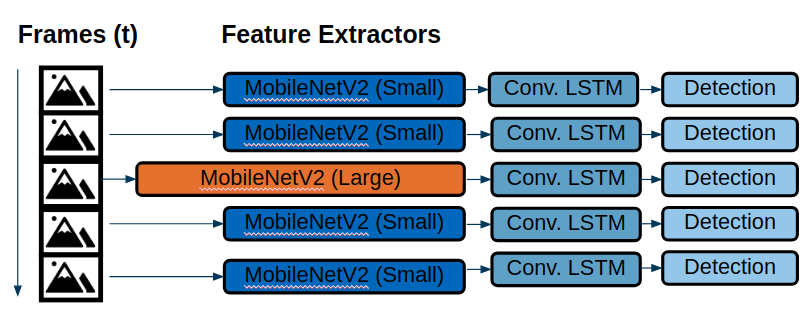 Frames (t) Feature Extractors
MobileNetV2 (Small) Conv. LSTM Detection
MobileNetV2 (Small) Conv. LSTM Detection
MobileNetV2 (Large) Conv. LSTM Detection
MobileNetV2 (Small) Conv. LSTM Detection
MobileNetV2 (Small) Conv. LSTM Detection